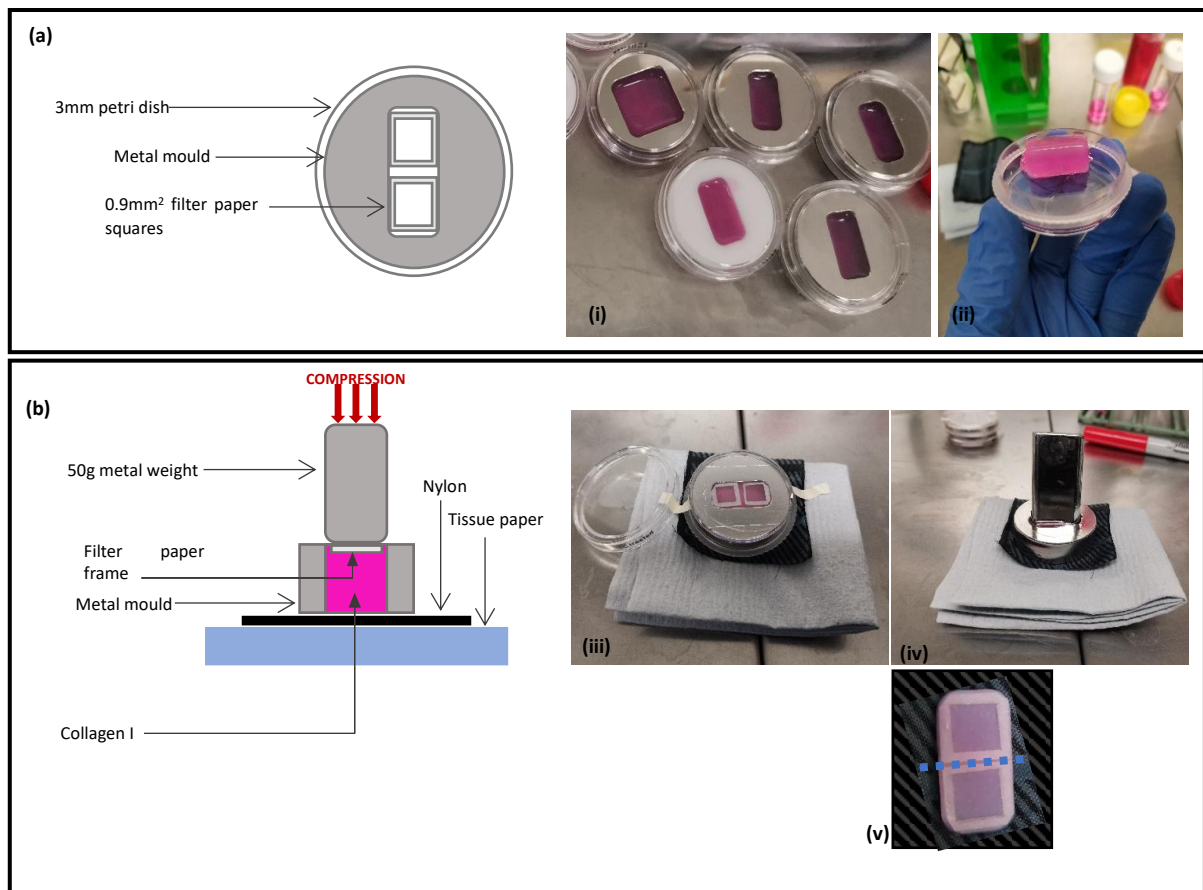 (a)
3mm petri dish
Metal mould
0.9mm² filter paper
squares
(i)
(ii)
(b)
COMPRESSION
50g metal weight
Nylon
Tissue paper
Filter paper
frame
Metal mould
Collagen I
(iii)
(iv)
(v)